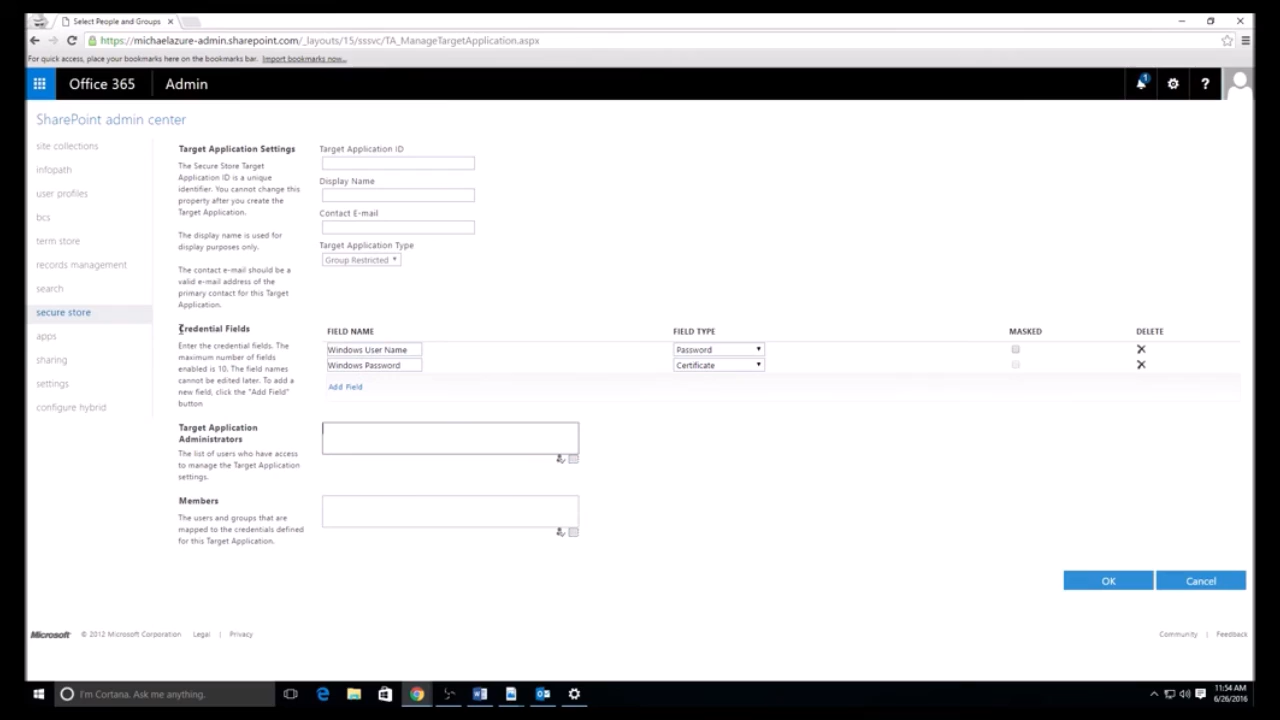 Select People and Groups
https://michaelazure-admin.sharepoint.com/_layouts/15/sssvc/TA_ManageTargetApplication.aspx
For quick access, place your bookmarks here on the bookmarks bar. Import bookmarks now...
Office 365
Admin
1
?
SharePoint admin center
site collections
infopath
user profiles
bcs
term store
records management
search
secure store
apps
sharing
settings
configure hybrid
Target Application Settings
The Secure Store Target
Application ID is a unique
identifier. You cannot change this
property after you create the
Target Application.
The display name is used for
display purposes only.
The contact e-mail should be a
valid e-mail address of the
primary contact for this Target
Application.
Target Application ID
Display Name
Contact E-mail
Target Application Type
Group Restricted
Credential Fields
Enter the credential fields. The
maximum number of fields
enabled is 10. The field names
cannot be edited later. To add a
new field, click the "Add Field"
button
FIELD NAME FIELD TYPE MASKED DELETE
Windows User Name Password
Windows Password Certificate
Add Field
Target Application
Administrators
The list of users who have access
to manage the Target Application
settings.
Members
The users and groups that are
mapped to the credentials defined
for this Target Application.
OK Cancel
Microsoft © 2012 Microsoft Corporation Legal | Privacy
Community | Feedback
I'm Cortana. Ask me anything.
11:54 AM
6/26/2016